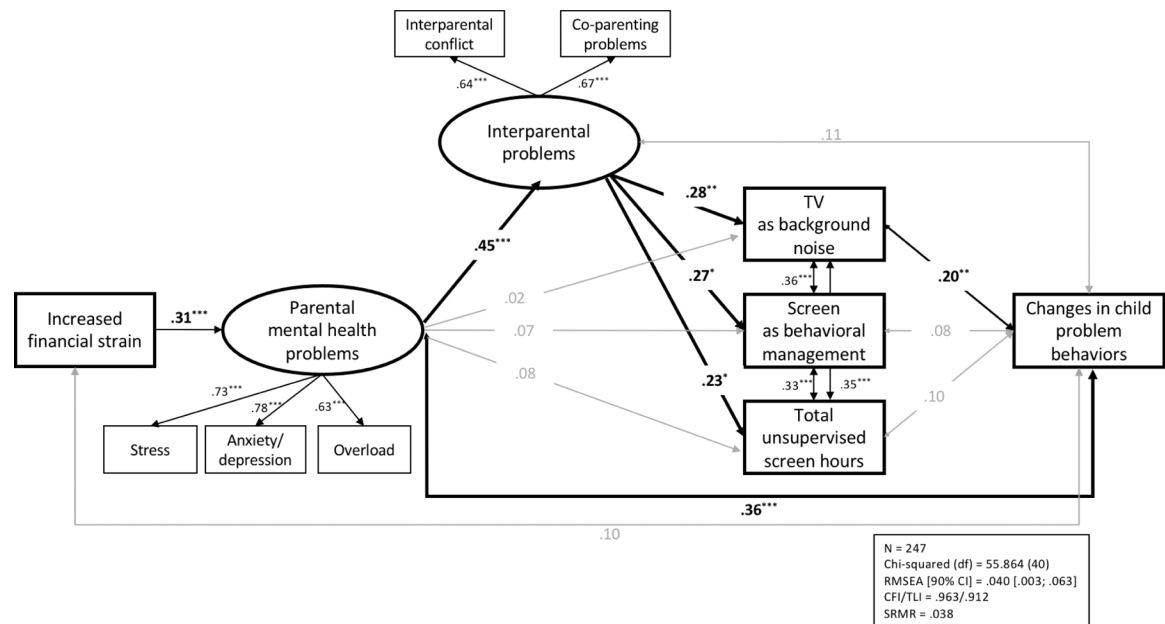 Interparental
conflict
Co-parenting
problems
.64***
.67***
Interparental
problems
.11
.28**
TV
as background
noise
.45***
.27*
.36***
.20**
.02
Increased
financial strain
.31***
Parental
mental health
problems
.07
Screen
as behavioral
management
.08
Changes in child
problem
behaviors
.08
.23*
.33***
.35***
.10
.73***
.78***
.63***
Total
unsupervised
screen hours
Stress
Anxiety/
depression
Overload
.36***
.10
N = 247
Chi-squared (df) = 55.864 (40)
RMSEA [90% CI] = .040 [.003; .063]
CFI/TLI = .963/.912
SRMR = .038